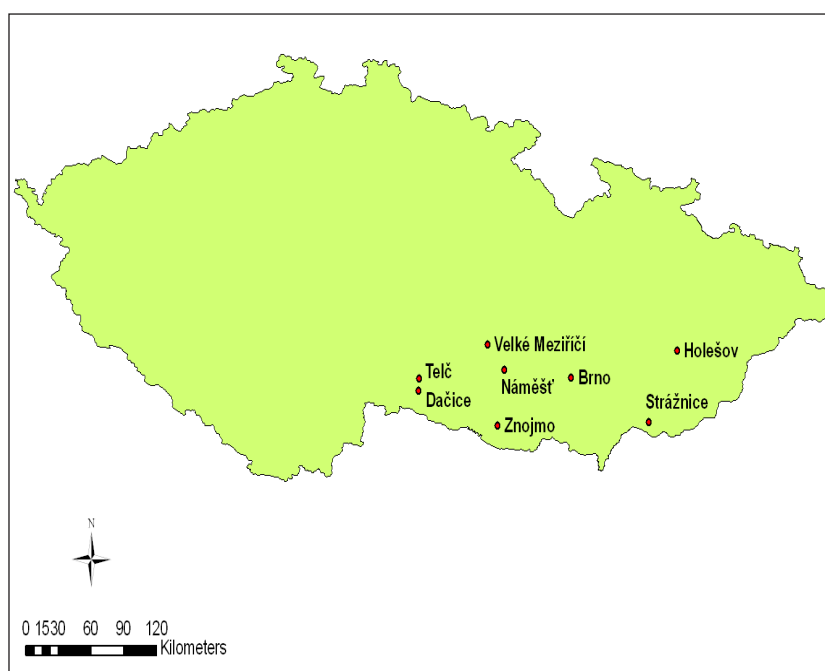 Velké Meziříčí
Holešov
Telč
Náměšť
Brno
Dačice
Strážnice
Znojmo
N
0 1530 60 90 120
Kilometers